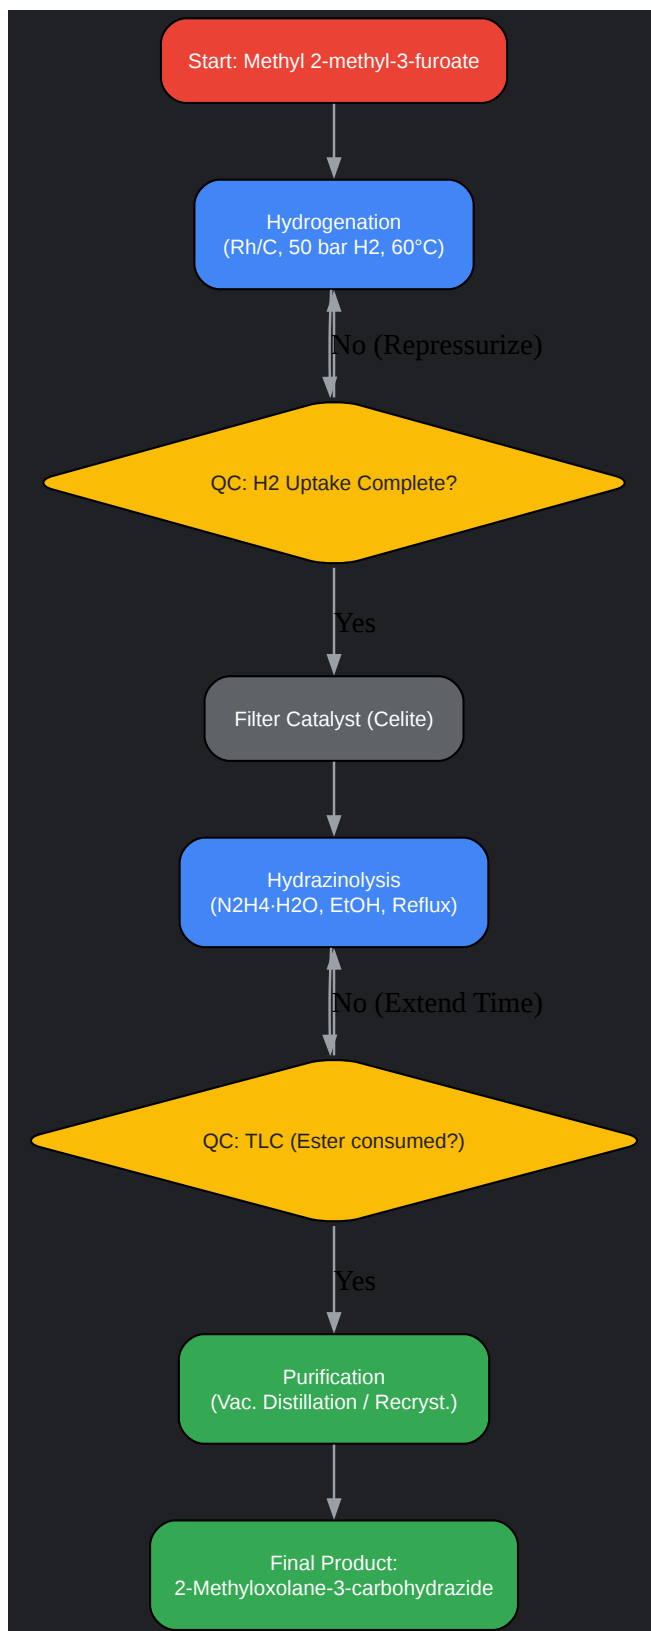 Start: Methyl 2-methyl-3-furoate
Hydrogenation
(Rh/C, 50 bar H2, 60°C)
No (Repressurize)
QC: H2 Uptake Complete?
Yes
Filter Catalyst (Celite)
Hydrazinolysis
(N2H4·H2O, EtOH, Reflux)
No (Extend Time)
QC: TLC (Ester consumed?)
Yes
Purification
(Vac. Distillation / Recryst.)
Final Product:
2-Methyloxolane-3-carbohydrazide